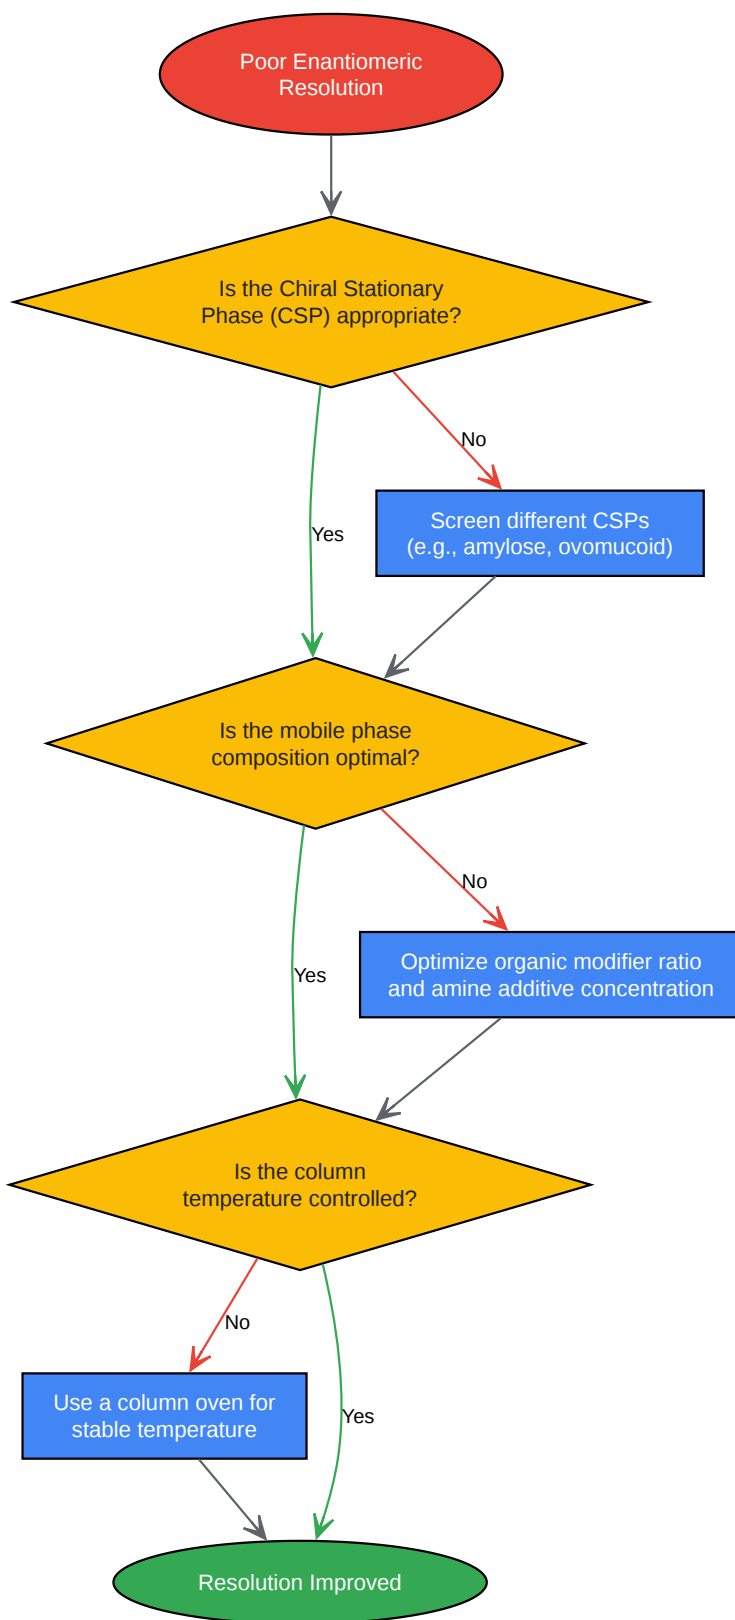 Poor Enantiomeric
Resolution
Is the Chiral Stationary
Phase (CSP) appropriate?
No
Screen different CSPs
(e.g., amylose, ovomucoid)
Yes
Is the mobile phase
composition optimal?
No
Optimize organic modifier ratio
and amine additive concentration
Yes
Is the column
temperature controlled?
No
Use a column oven for
stable temperature
Yes
Resolution Improved